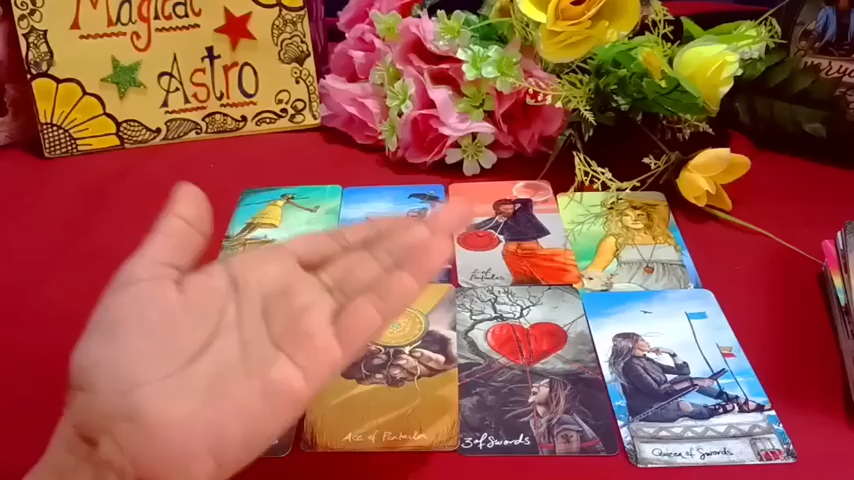 Magical
Astro
Ace of Pentacles
3 of Swords
Queen of Swords